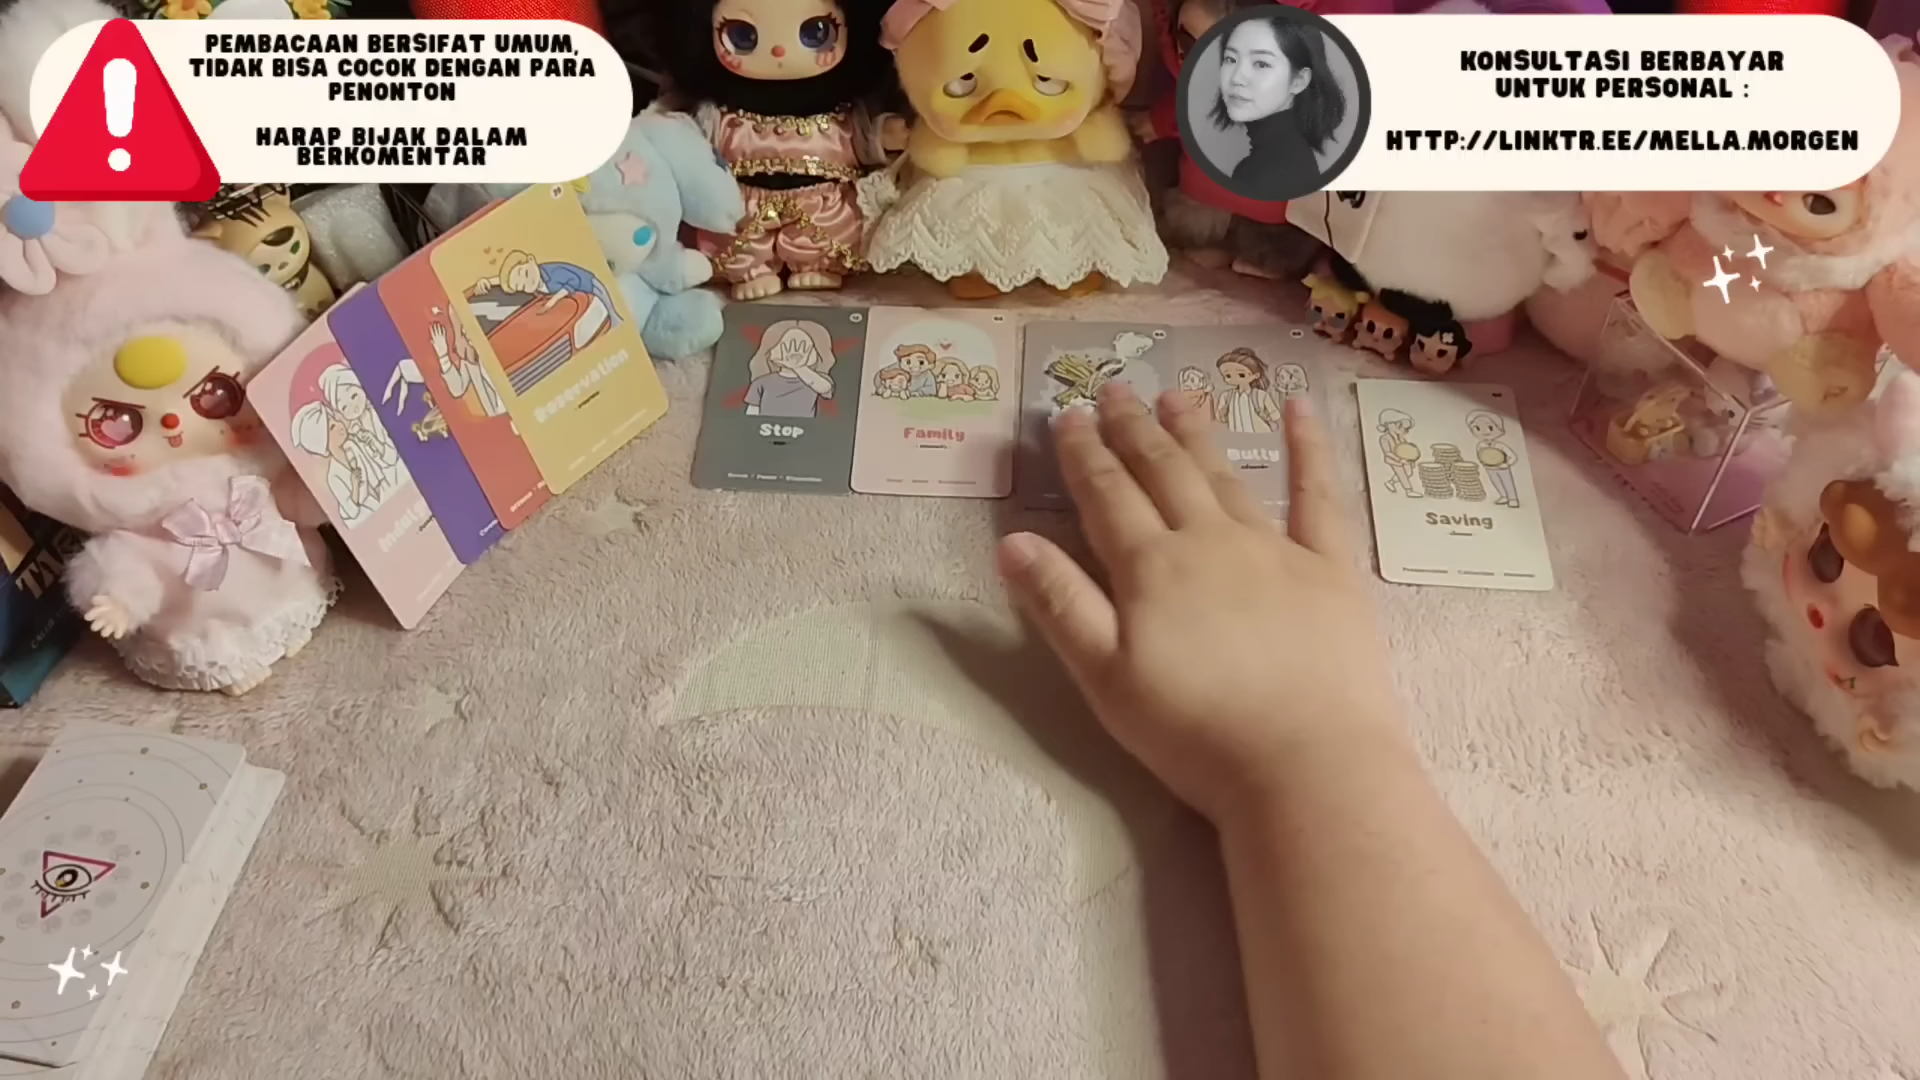 PEMBACAAN BERSIFAT UMUM,
TIDAK BISA COCOK DENGAN PARA
PENONTON
HARAP BIJAK DALAM
BERKOMENTAR
KONSULTASI BERBAYAR
UNTUK PERSONAL :
HTTP://LINKTR.EE/MELLA.MORGEN
Reservation
Stop
Family
Bully
Saving